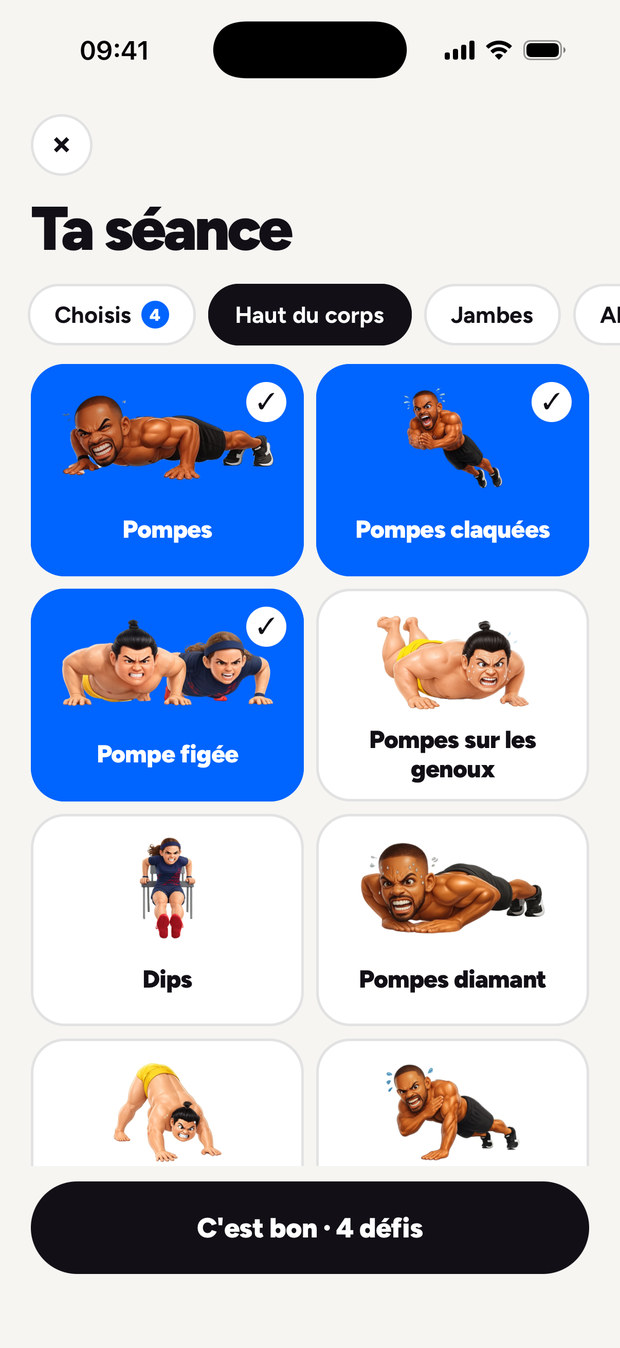 09:41
Ta séance
Choisis 4
Haut du corps
Jambes
Pompes
Pompes claquées
Pompe figée
Pompes sur les
genoux
Dips
Pompes diamant
C'est bon · 4 défis